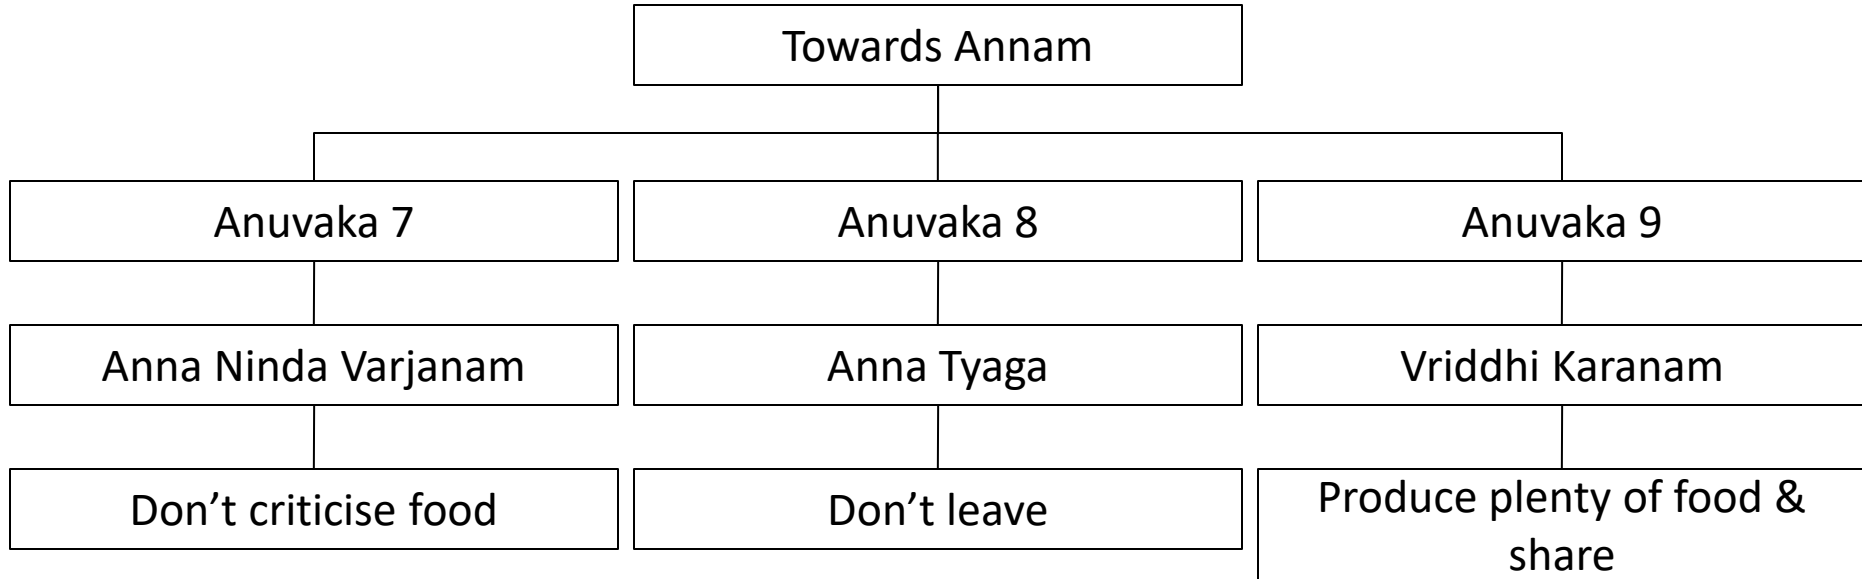 Towards Annam
Anuvaka 7
Anuvaka 8
Anuvaka 9
Anna Ninda Varjanam
Anna Tyaga
Vriddhi Karanam
Don’t criticise food
Don’t leave
Produce plenty of food &
share